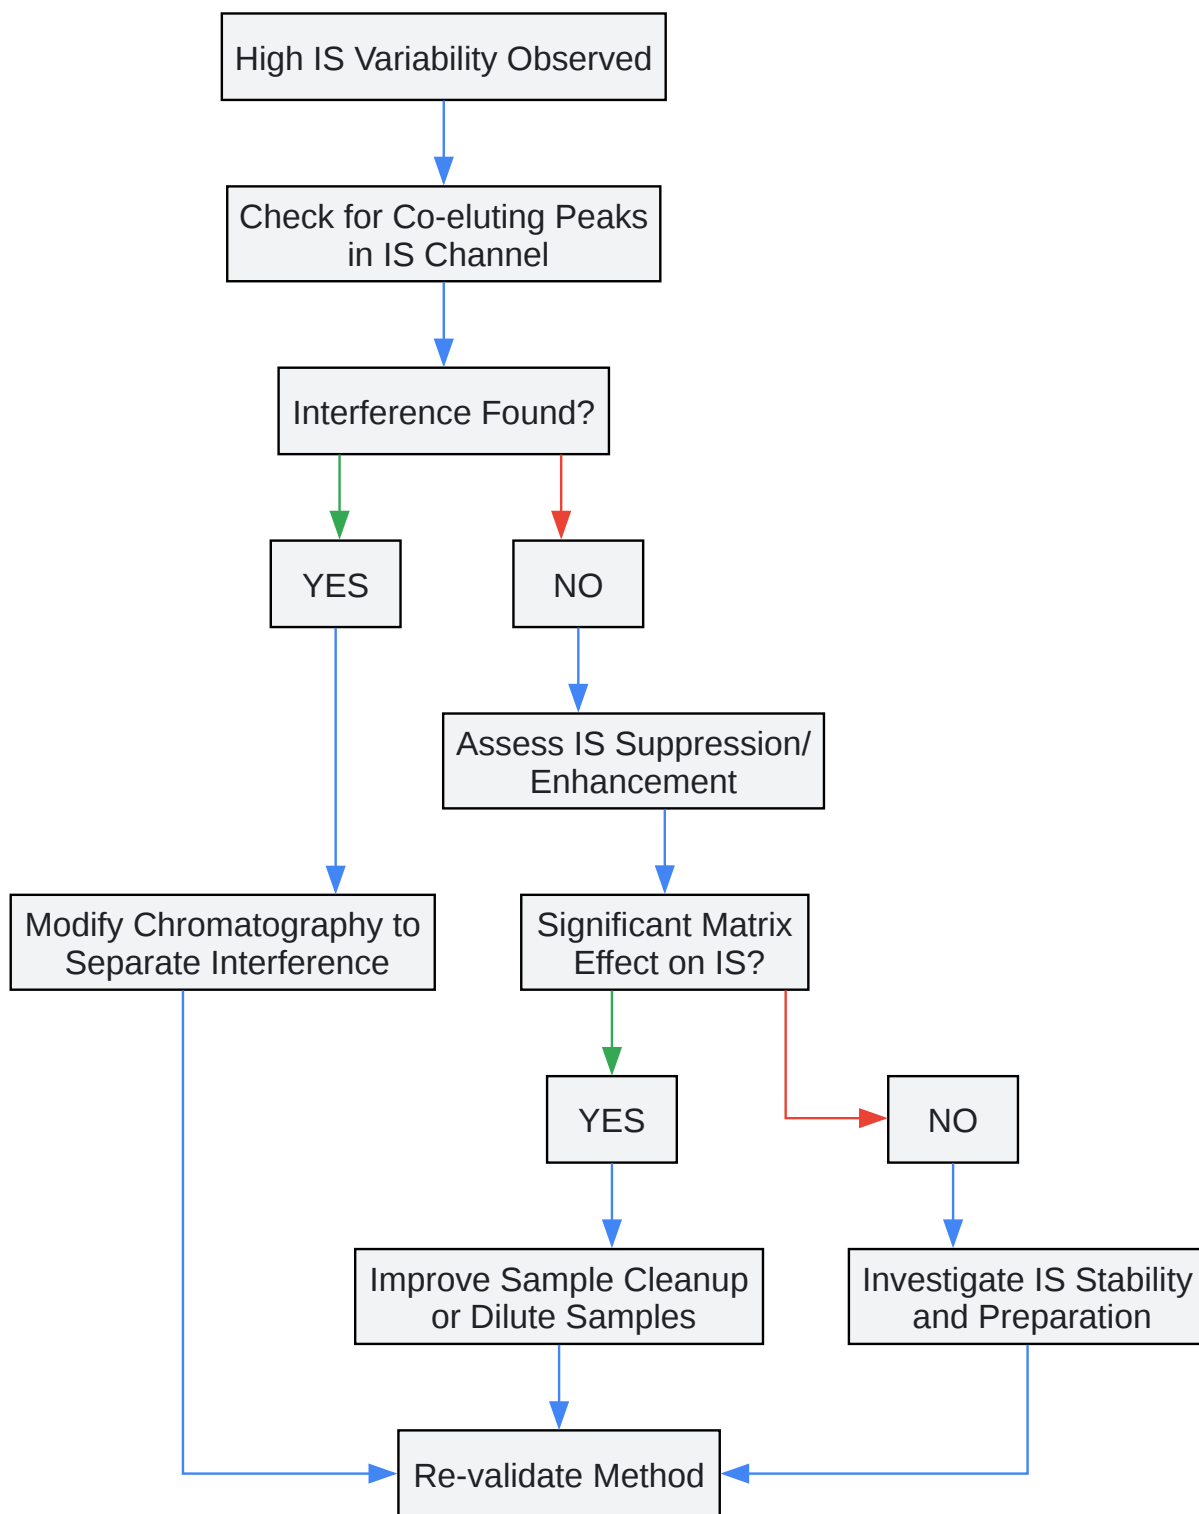 High IS Variability Observed
Check for Co-eluting Peaks
in IS Channel
Interference Found?
YES
NO
Assess IS Suppression/
Enhancement
Modify Chromatography to
Separate Interference
Significant Matrix
Effect on IS?
YES
NO
Improve Sample Cleanup
or Dilute Samples
Investigate IS Stability
and Preparation
Re-validate Method